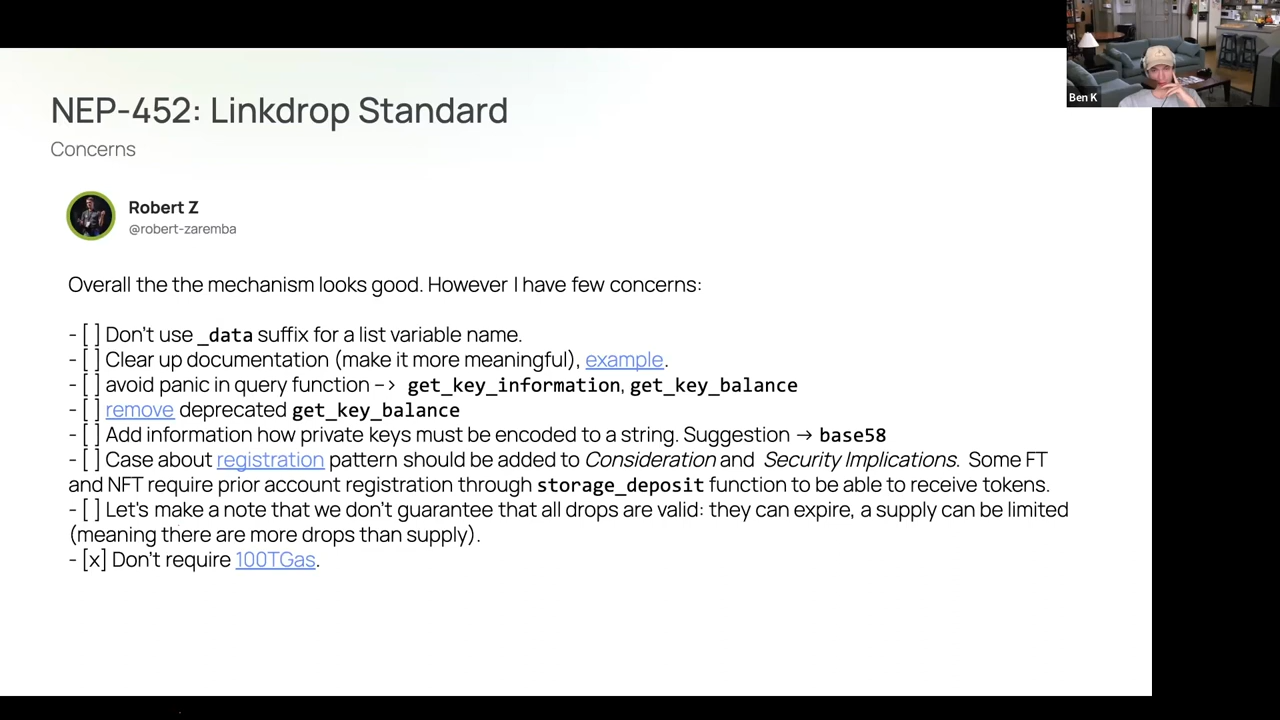 Ben K
NEP-452: Linkdrop Standard
Concerns
Robert Z
@robert-zaremba
Overall the the mechanism looks good. However I have few concerns:
- [ ] Don't use _data suffix for a list variable name.
- [ ] Clear up documentation (make it more meaningful), example.
- [ ] avoid panic in query function –> get_key_information, get_key_balance
- [ ] remove deprecated get_key_balance
- [ ] Add information how private keys must be encoded to a string. Suggestion → base58
- [ ] Case about registration pattern should be added to Consideration and Security Implications. Some FT
and NFT require prior account registration through storage_deposit function to be able to receive tokens.
- [ ] Let's make a note that we don't guarantee that all drops are valid: they can expire, a supply can be limited
(meaning there are more drops than supply).
- [x] Don't require 100TGas.